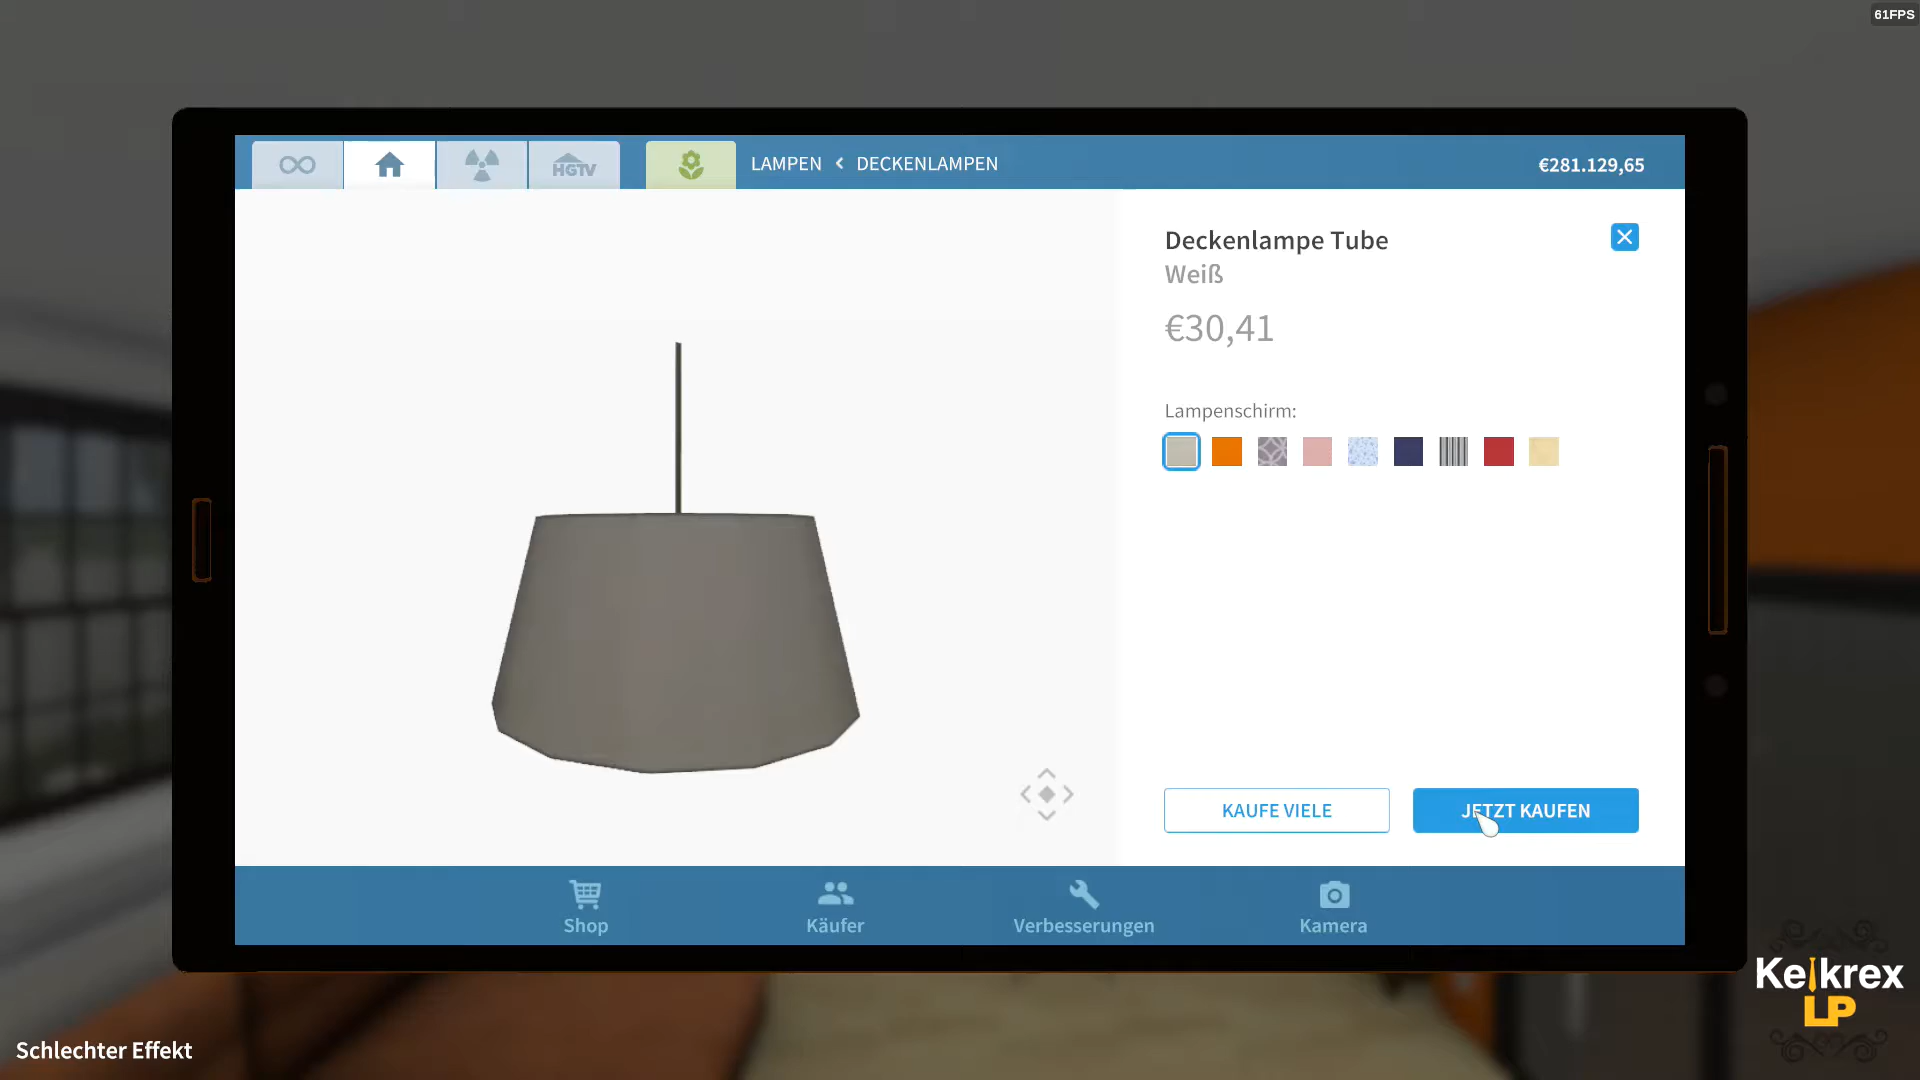 61FPS
HGTV
LAMPEN < DECKENLAMPEN
€281.129,65
Deckenlampe Tube
Weiß
€30,41
Lampenschirm:
KAUFE VIELE
JETZT KAUFEN
Shop
Käufer
Verbesserungen
Kamera
Keikrex
LP
Schlechter Effekt